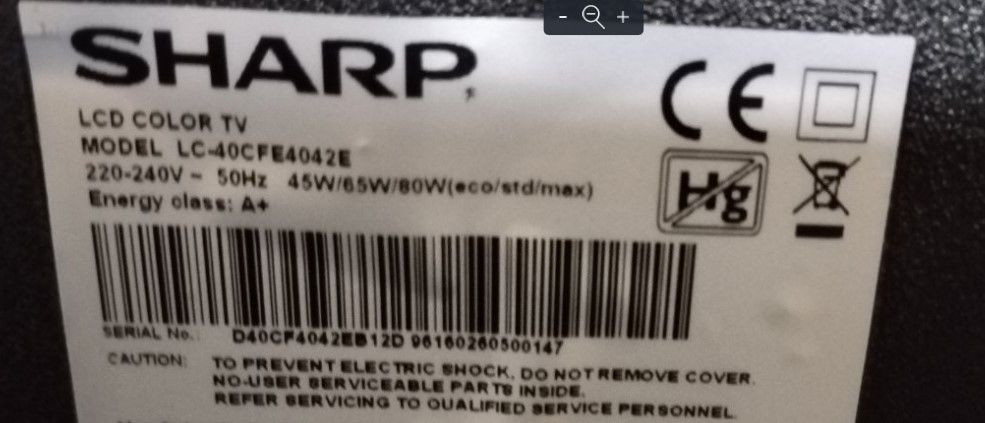 SHARP
LCD COLOR TV
MODEL LC-40CFE4042E
220-240V ~ 50Hz 45W/65W/80W(eco/std/max)
Energy class: A+
CE
Hg
SERIAL No.: D40CF4042EB12D 96160260500147
CAUTION: TO PREVENT ELECTRIC SHOCK, DO NOT REMOVE COVER.
NO-USER SERVICEABLE PARTS INSIDE.
REFER SERVICING TO QUALIFIED SERVICE PERSONNEL.